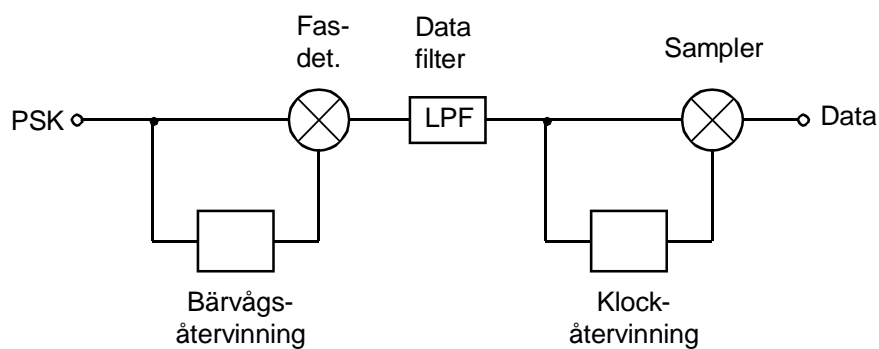 Fas-
det.
Data
filter
Sampler
PSK
LPF
Data
Bärvågs-
återvinning
Klock-
återvinning